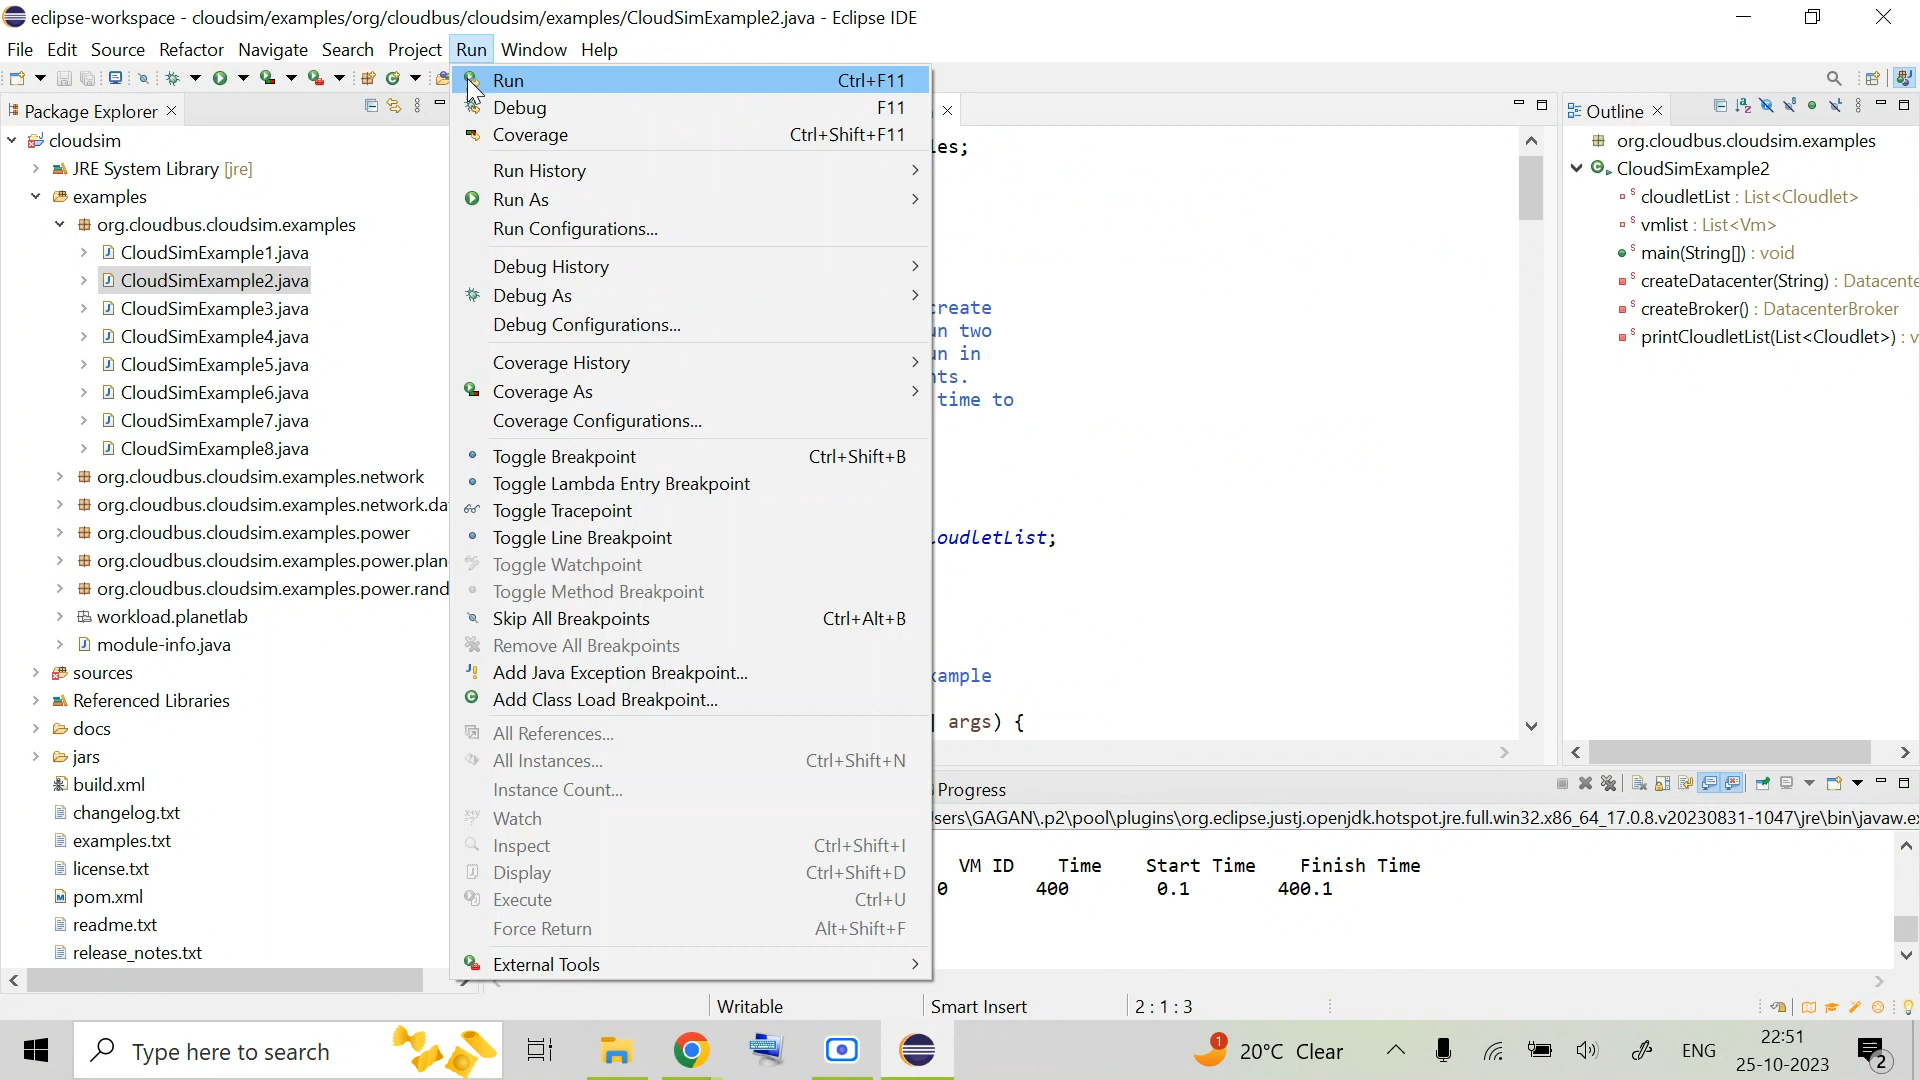 eclipse-workspace - cloudsim/examples/org/cloudbus/cloudsim/examples/CloudSimExample2.java - Eclipse IDE
File Edit Source Refactor Navigate Search Project Run Window Help
Package Explorer
cloudsim
JRE System Library [jre]
examples
org.cloudbus.cloudsim.examples
CloudSimExample1.java
CloudSimExample2.java
CloudSimExample3.java
CloudSimExample4.java
CloudSimExample5.java
CloudSimExample6.java
CloudSimExample7.java
CloudSimExample8.java
org.cloudbus.cloudsim.examples.network
org.cloudbus.cloudsim.examples.network.da
org.cloudbus.cloudsim.examples.power
org.cloudbus.cloudsim.examples.power.plan
org.cloudbus.cloudsim.examples.power.rand
workload.planetlab
module-info.java
sources
Referenced Libraries
docs
jars
build.xml
changelog.txt
examples.txt
license.txt
pom.xml
readme.txt
release_notes.txt
Run Ctrl+F11
Debug F11
Coverage Ctrl+Shift+F11
Run History
Run As
Run Configurations...
Debug History
Debug As
Debug Configurations...
Coverage History
Coverage As
Coverage Configurations...
Toggle Breakpoint Ctrl+Shift+B
Toggle Lambda Entry Breakpoint
Toggle Tracepoint
Toggle Line Breakpoint
Toggle Watchpoint
Toggle Method Breakpoint
Skip All Breakpoints Ctrl+Alt+B
Remove All Breakpoints
Add Java Exception Breakpoint...
Add Class Load Breakpoint...
All References...
All Instances... Ctrl+Shift+N
Instance Count...
Watch
Inspect Ctrl+Shift+I
Display Ctrl+Shift+D
Execute Ctrl+U
Force Return Alt+Shift+F
External Tools
les;
create
un two
un in
nts.
time to
loudletList;
xample
args) {
Outline
org.cloudbus.cloudsim.examples
CloudSimExample2
cloudletList : List<Cloudlet>
vmlist : List<Vm>
main(String[]) : void
createDatacenter(String) : Datacente
createBroker() : DatacenterBroker
printCloudletList(List<Cloudlet>) : v
Progress
sers\GAGAN\.p2\pool\plugins\org.eclipse.justj.openjdk.hotspot.jre.full.win32.x86_64_17.0.8.v20230831-1047\jre\bin\javaw.ex
VM ID Time Start Time Finish Time
0 400 0.1 400.1
Writable Smart Insert 2 : 1 : 3
Type here to search 1 20°C Clear ENG 22:51
25-10-2023 2